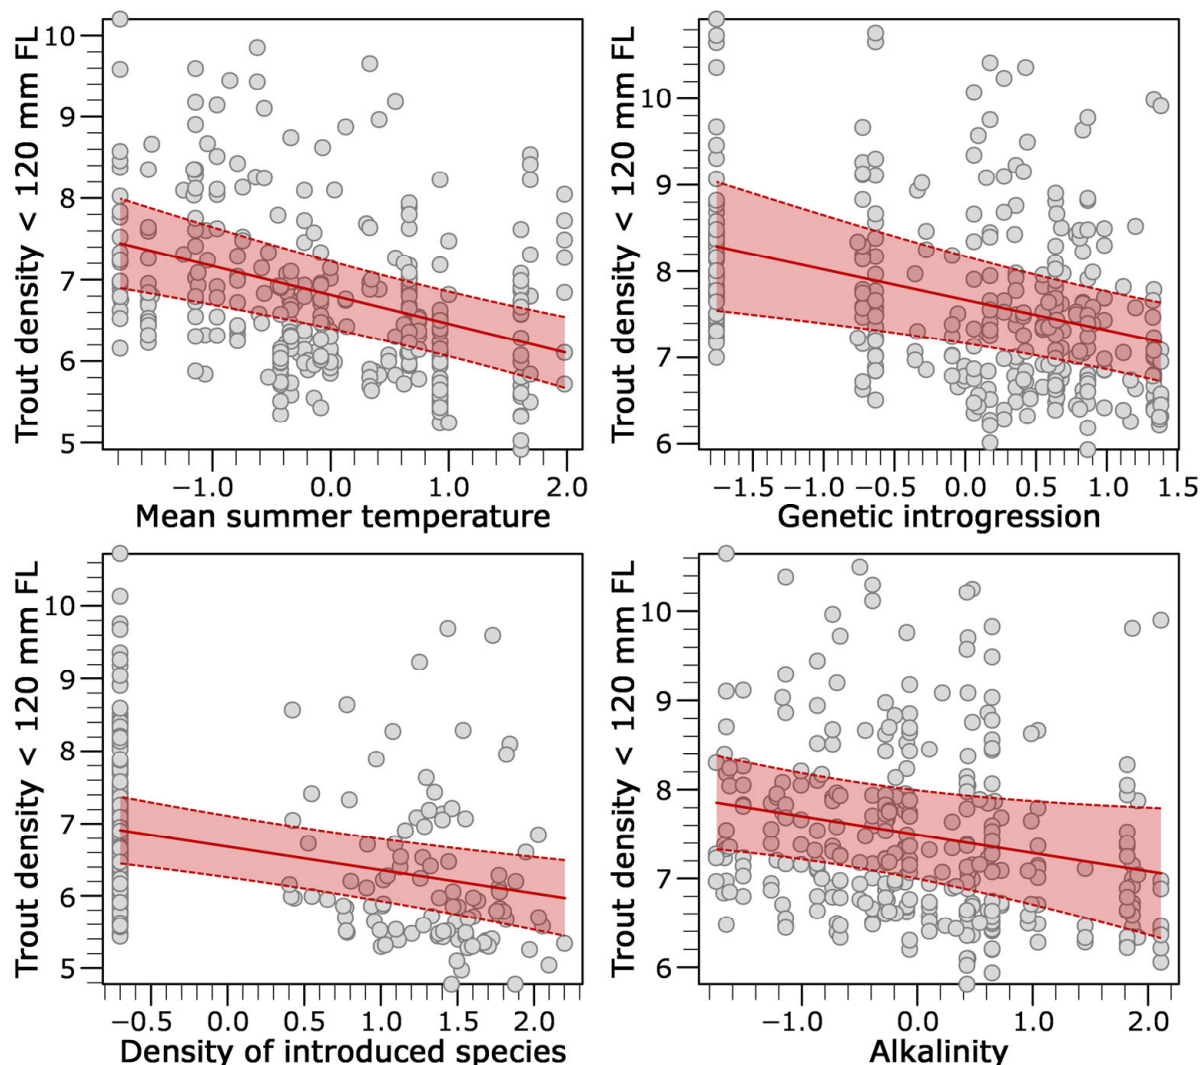 Trout density < 120 mm FL
10
9
8
7
6
5
−1.0 0.0 1.0 2.0
Mean summer temperature
Trout density < 120 mm FL
10
9
8
7
6
−1.5 −1.0 −0.5 0.0 0.5 1.0 1.5
Genetic introgression
Trout density < 120 mm FL
10
9
8
7
6
5
−0.5 0.0 0.5 1.0 1.5 2.0
Density of introduced species
Trout density < 120 mm FL
10
9
8
7
6
−1.0 0.0 1.0 2.0
Alkalinity